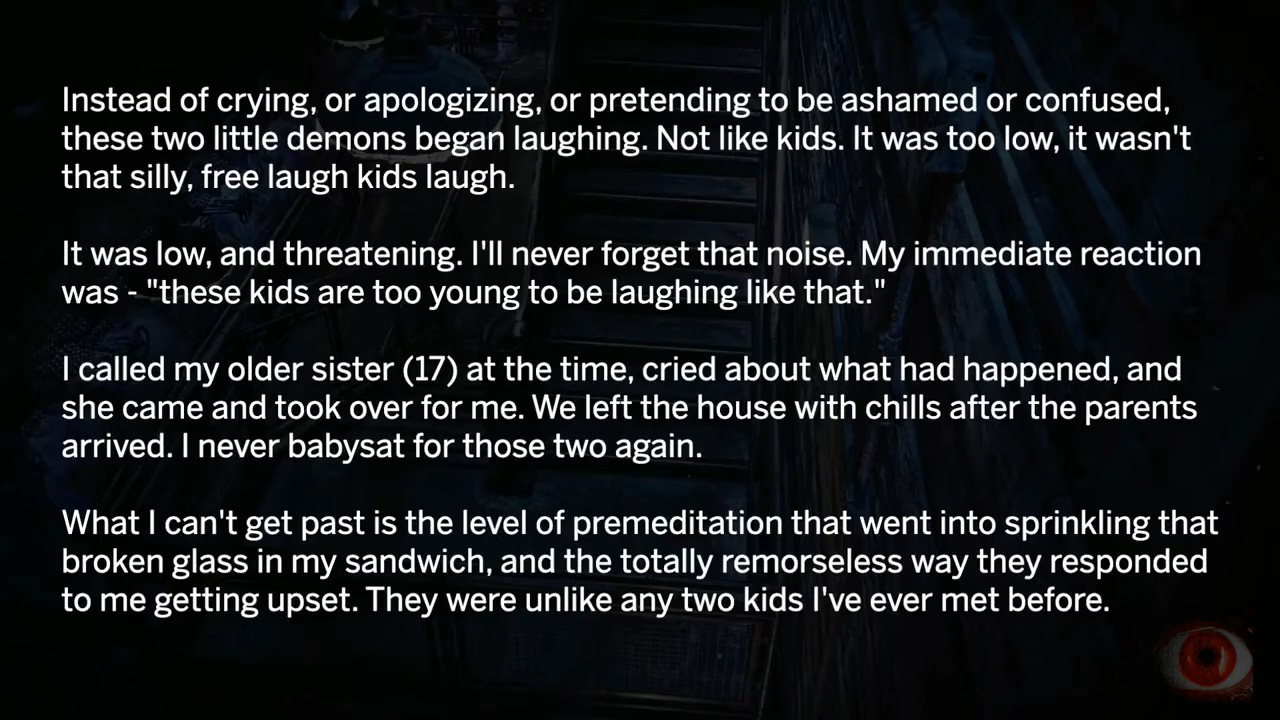 Instead of crying, or apologizing, or pretending to be ashamed or confused,
these two little demons began laughing. Not like kids. It was too low, it wasn't
that silly, free laugh kids laugh.
It was low, and threatening. I'll never forget that noise. My immediate reaction
was - "these kids are too young to be laughing like that."
I called my older sister (17) at the time, cried about what had happened, and
she came and took over for me. We left the house with chills after the parents
arrived. I never babysat for those two again.
What I can't get past is the level of premeditation that went into sprinkling that
broken glass in my sandwich, and the totally remorseless way they responded
to me getting upset. They were unlike any two kids I've ever met before.